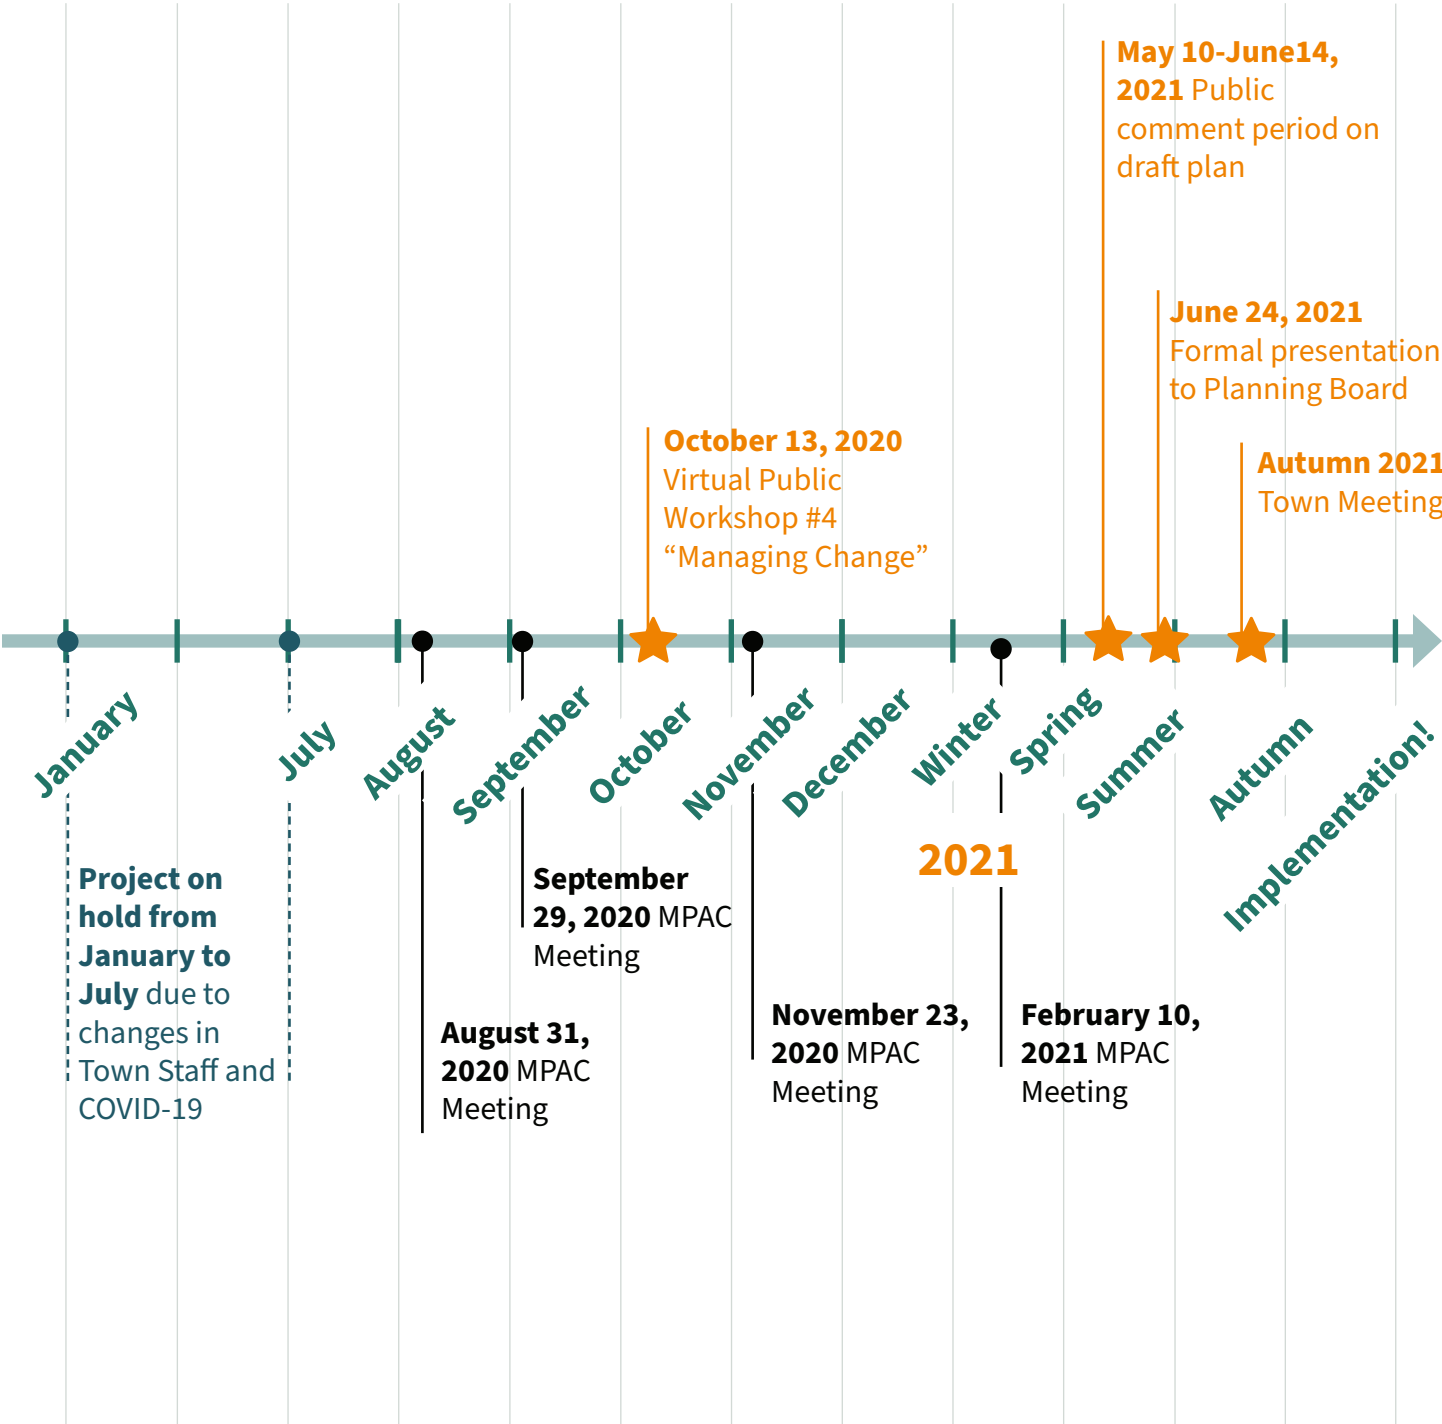 May 10-June14,
2021 Public
comment period on
draft plan
June 24, 2021
Formal presentation
to Planning Board
October 13, 2020
Virtual Public
Workshop #4
“Managing Change”
Autumn 2021
Town Meeting
January
July
August
September
October
November
December
Winter
Spring
Summer
Autumn
Implementation!
2021
Project on
hold from
January to
July due to
changes in
Town Staff and
COVID-19
August 31,
2020 MPAC
Meeting
September
29, 2020 MPAC
Meeting
November 23,
2020 MPAC
Meeting
February 10,
2021 MPAC
Meeting